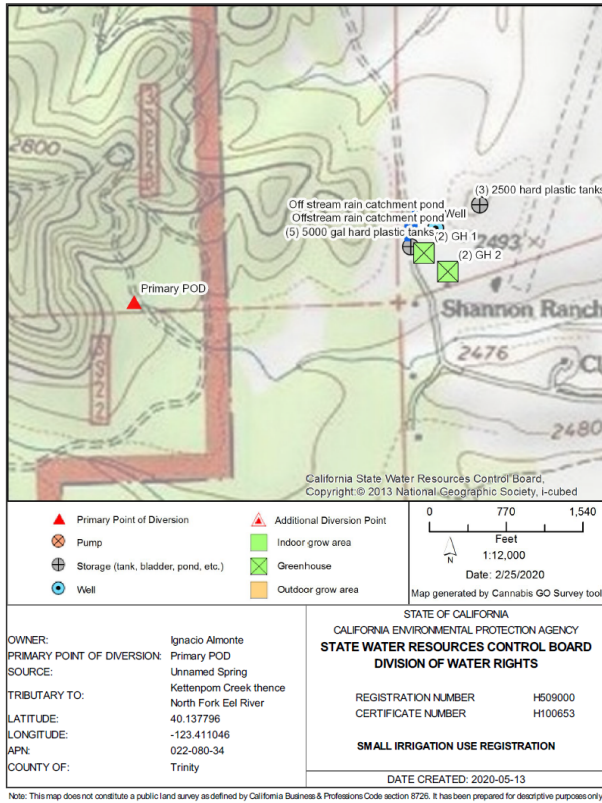 2800
Primary POD
Off stream rain catchment pond
Well
(3) 2500 hard plastic tanks
Offstream rain catchment pond
(5) 5000 gal hard plastic tanks
(2) GH 1
2493
(2) GH 2
Shannon Ranch
2476
2480
California State Water Resources Control Board,
Copyright:© 2013 National Geographic Society, i-cubed
Primary Point of Diversion
Additional Diversion Point
Pump
Indoor grow area
Storage (tank, bladder, pond, etc.)
Greenhouse
Well
Outdoor grow area
0 770 1,540
Feet
N
1:12,000
Date: 2/25/2020
Map generated by Cannabis GO Survey tool
OWNER: Ignacio Almonte
PRIMARY POINT OF DIVERSION: Primary POD
SOURCE: Unnamed Spring
TRIBUTARY TO: Kettenpom Creek thence
North Fork Eel River
LATITUDE: 40.137796
LONGITUDE: -123.411046
APN: 022-080-34
COUNTY OF: Trinity
STATE OF CALIFORNIA
CALIFORNIA ENVIRONMENTAL PROTECTION AGENCY
STATE WATER RESOURCES CONTROL BOARD
DIVISION OF WATER RIGHTS
REGISTRATION NUMBER H509000
CERTIFICATE NUMBER H100653
SMALL IRRIGATION USE REGISTRATION
DATE CREATED: 2020-05-13
Note: This map does not constitute a public land survey as defined by California Business & Professions Code section 8726. It has been prepared for descriptive purposes only